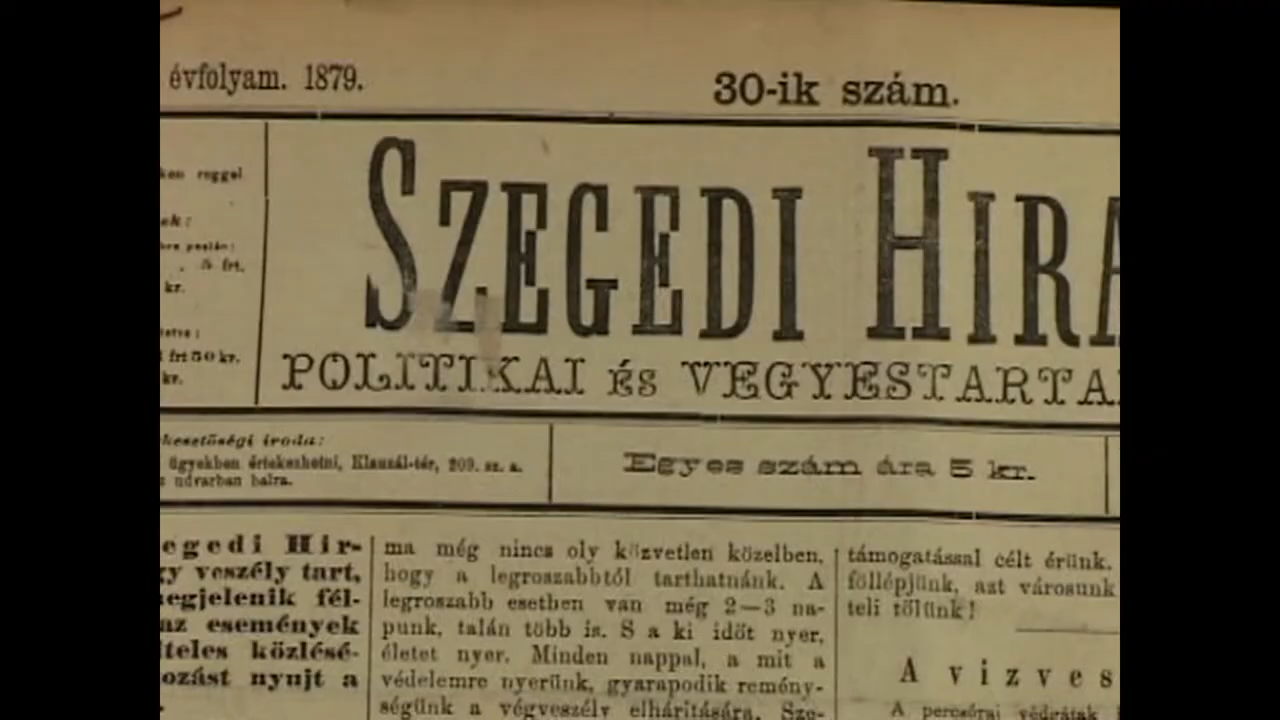 évfolyam. 1879.
30-ik szám.
reggel
5 frt.
kr.
frt 50 kr.
kr.
SZEGEDI HIRA
POLITIKAI és VEGYESTARTA
iroda:
ügyekben értekezhetni, Klauzál-tér, 209. sz. a.
udvarban balra.
Egyes szám ára 5 kr.
egedi Hir-
gy veszély tart,
megjelenik fél-
az események
iteles közlésé-
ozást nyujt a
ma még nincs oly közvetlen közelben,
hogy a legroszabbtól tarthatnánk. A
legroszabb esetben van még 2—3 na-
punk, talán több is. S a ki időt nyer,
életet nyer. Minden nappal, a mit a
védelemre nyerünk, gyarapodik remény-
ségünk a végveszély elháritására. Sze-
támogatással célt érünk.
föllépjünk, azt városunk
teli tőlünk!
A vizves
A percsórai védgátak